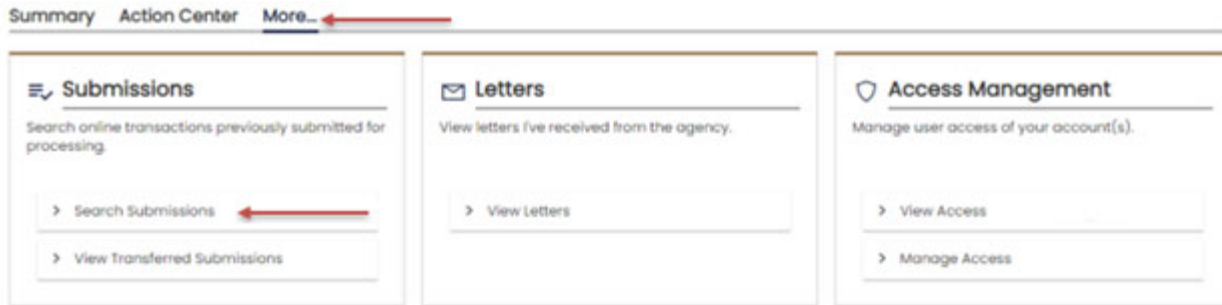 Summary Action Center More...
Submissions
Search online transactions previously submitted for
processing.
> Search Submissions
> View Transferred Submissions
Letters
View letters I've received from the agency.
> View Letters
Access Management
Manage user access of your account(s).
> View Access
> Manage Access